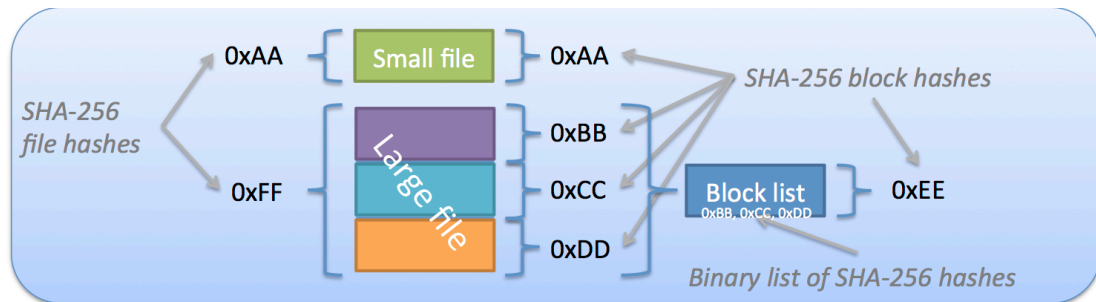 0xAA
Small file
0xAA
SHA-256 block hashes
SHA-256
file hashes
0xBB
0xFF
Large file
0xCC
Block list
0xBB, 0xCC, 0xDD
0xEE
0xDD
Binary list of SHA-256 hashes